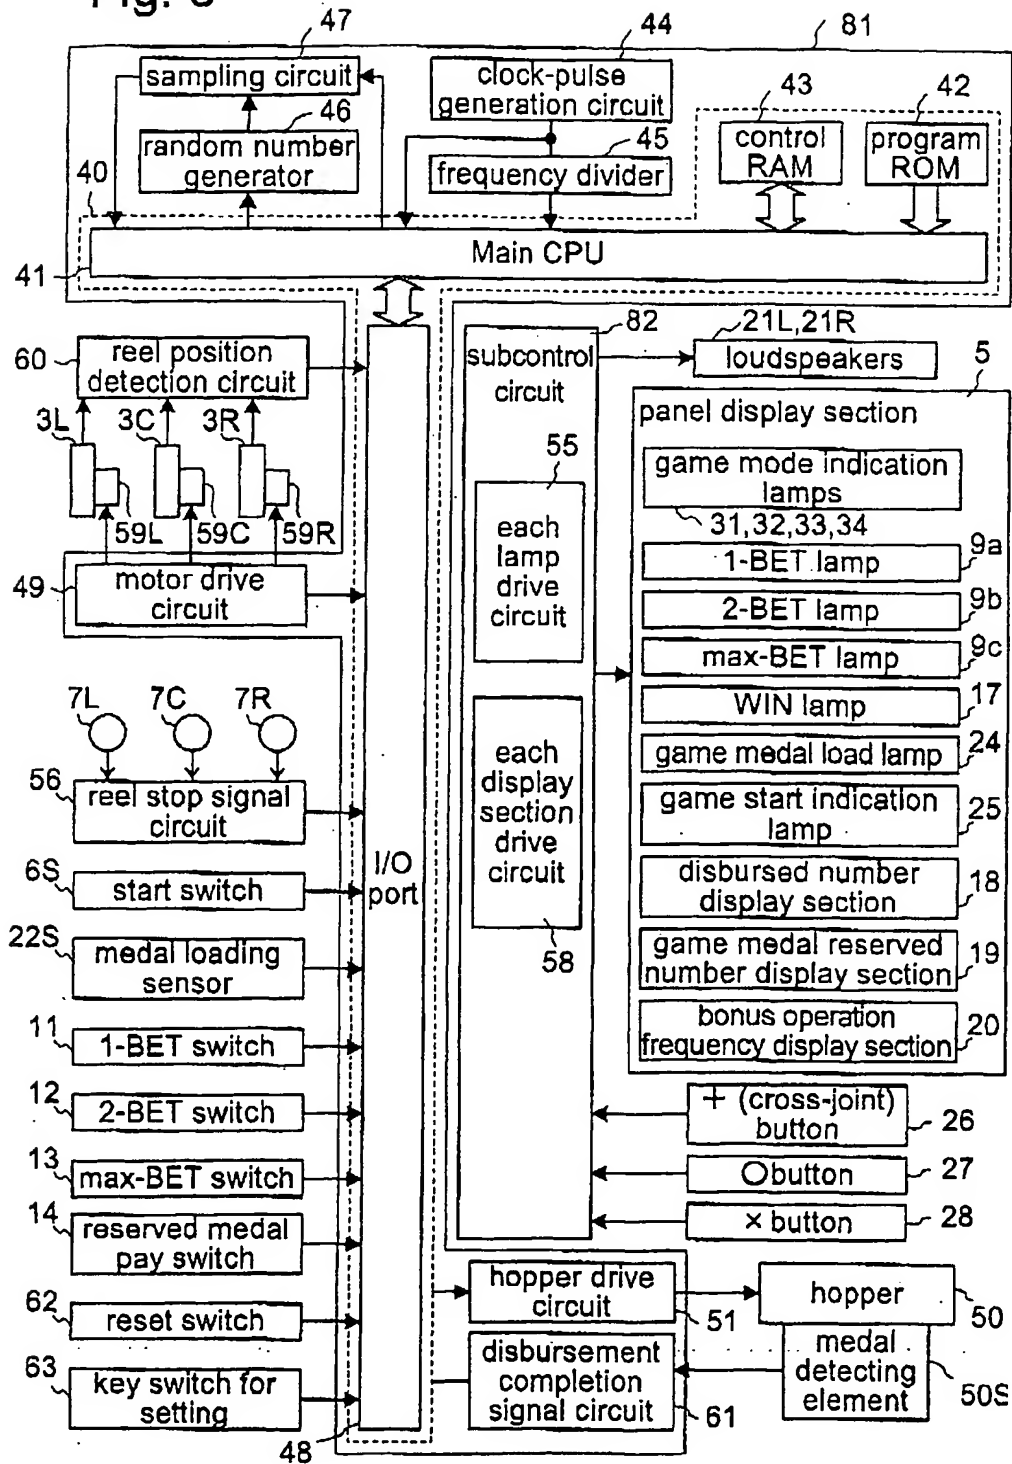 Fig.
47
44
81
sampling circuit
clock-pulse
generation circuit
43
42
46
45
control
RAM
program
ROM
random number
generator
frequency divider
40
Main CPU
41
82
21L,21R
60
reel position
detection circuit
subcontrol
circuit
loudspeakers
5
panel display section
3L
3C
3R
55
game mode indication
lamps
59L
59C
59R
31,32,33,34
each
lamp
drive
circuit
1-BET lamp
9a
49
motor drive
circuit
2-BET lamp
9b
max-BET lamp
9c
7L
7C
7R
WIN lamp
17
game medal load lamp
24
56
reel stop signal
circuit
each
display
section
drive
circuit
game start indication
lamp
25
I/O
port
6S
start switch
disbursed number
display section
18
22S
medal loading
sensor
58
game medal reserved
number display section
19
11
1-BET switch
bonus operation
frequency display section
20
12
2-BET switch
+ (cross-joint)
button
26
13
max-BET switch
○ button
27
14
reserved medal
pay switch
× button
28
62
reset switch
hopper drive
circuit
51
hopper
50
63
key switch for
setting
disbursement
completion
signal circuit
61
medal
detecting
element
50S
48